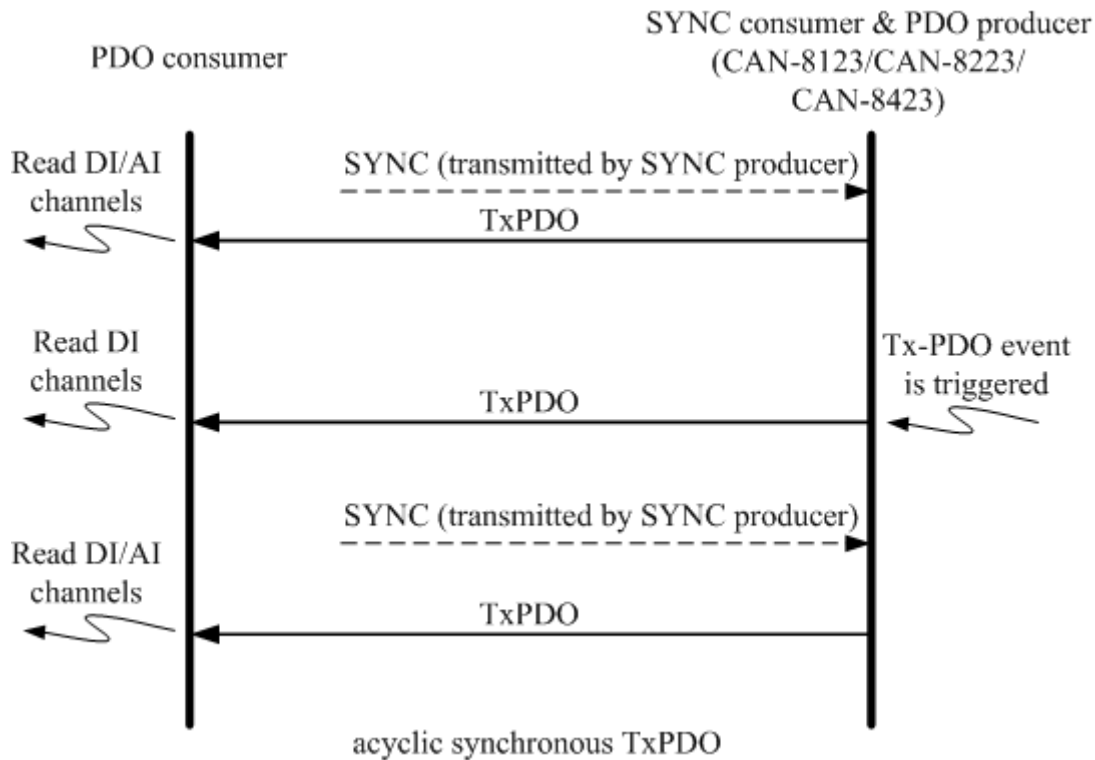 PDO consumer
SYNC consumer & PDO producer
(CAN-8123/CAN-8223/
CAN-8423)
Read DI/AI
channels
SYNC (transmitted by SYNC producer)
TxPDO
Read DI
channels
TxPDO
Tx-PDO event
is triggered
SYNC (transmitted by SYNC producer)
Read DI/AI
channels
TxPDO
acyclic synchronous TxPDO